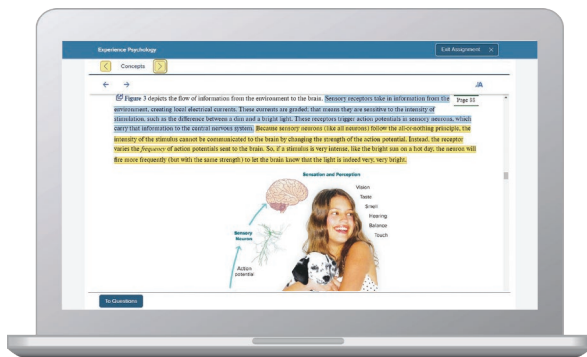 Experience Psychology
Exit Assignment ×
Concepts
Figure 3 depicts the flow of information from the environment to the brain. Sensory receptors take in information from the
Page 88
environment, creating local electrical currents. These currents are graded; that means they are sensitive to the intensity of
stimulation, such as the difference between a dim and a bright light. These receptors trigger action potentials in sensory neurons, which
carry that information to the central nervous system. Because sensory neurons (like all neurons) follow the all-or-nothing principle, the
intensity of the stimulus cannot be communicated to the brain by changing the strength of the action potential. Instead, the receptor
varies the frequency of action potentials sent to the brain. So, if a stimulus is very intense, like the bright sun on a hot day, the neuron will
fire more frequently (but with the same strength) to let the brain know that the light is indeed very, very bright.
Sensation and Perception
Vision
Taste
Smell
Hearing
Balance
Touch
Sensory
Neuron
Action
potential
To Questions